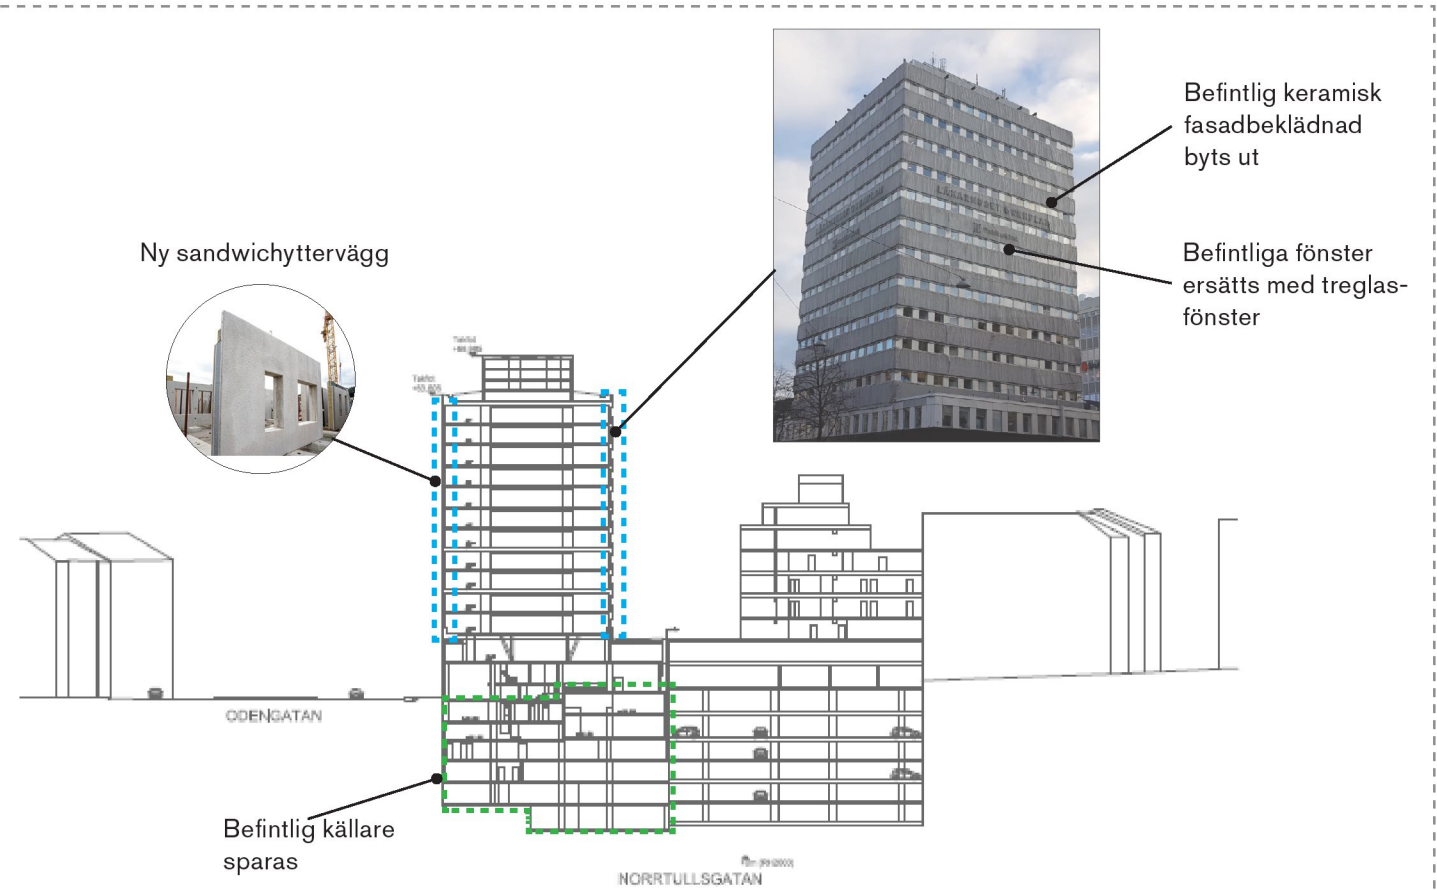 Befintlig keramisk
fasadbeklädnad
byts ut
Befintliga fönster
ersätts med treglas-
fönster
Ny sandwichyttervägg
ODENGATAN
Befintlig källare
sparas
NORRTULLSGATAN